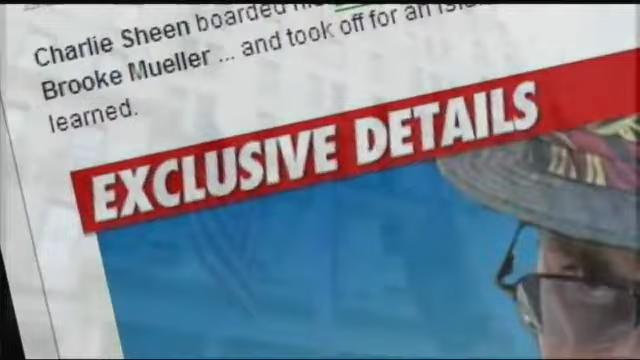 Charlie Sheen boarded
Brooke Mueller ... and took off for an
learned.
EXCLUSIVE DETAILS